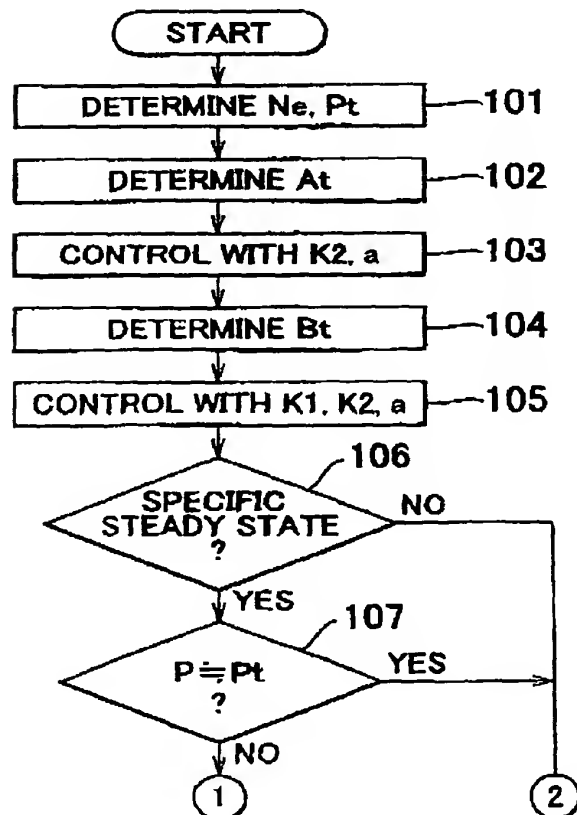 START
DETERMINE Ne, Pt
101
DETERMINE At
102
CONTROL WITH K2, a
103
DETERMINE Bt
104
CONTROL WITH K1, K2, a
105
106
SPECIFIC
STEADY STATE
?
NO
YES
107
P≒Pt
?
YES
NO
1
2